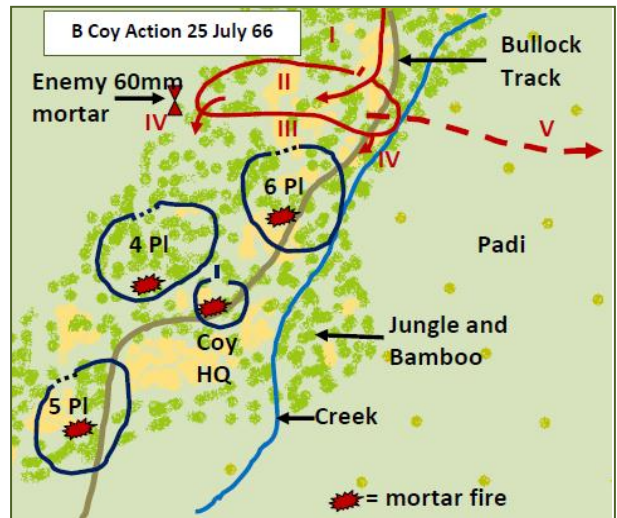 B Coy Action 25 July 66
I
Bullock
Track
Enemy 60mm
mortar
II
IV
III
IV
V
6 Pl
4 Pl
Padi
Coy
HQ
Jungle and
Bamboo
5 Pl
Creek
= mortar fire